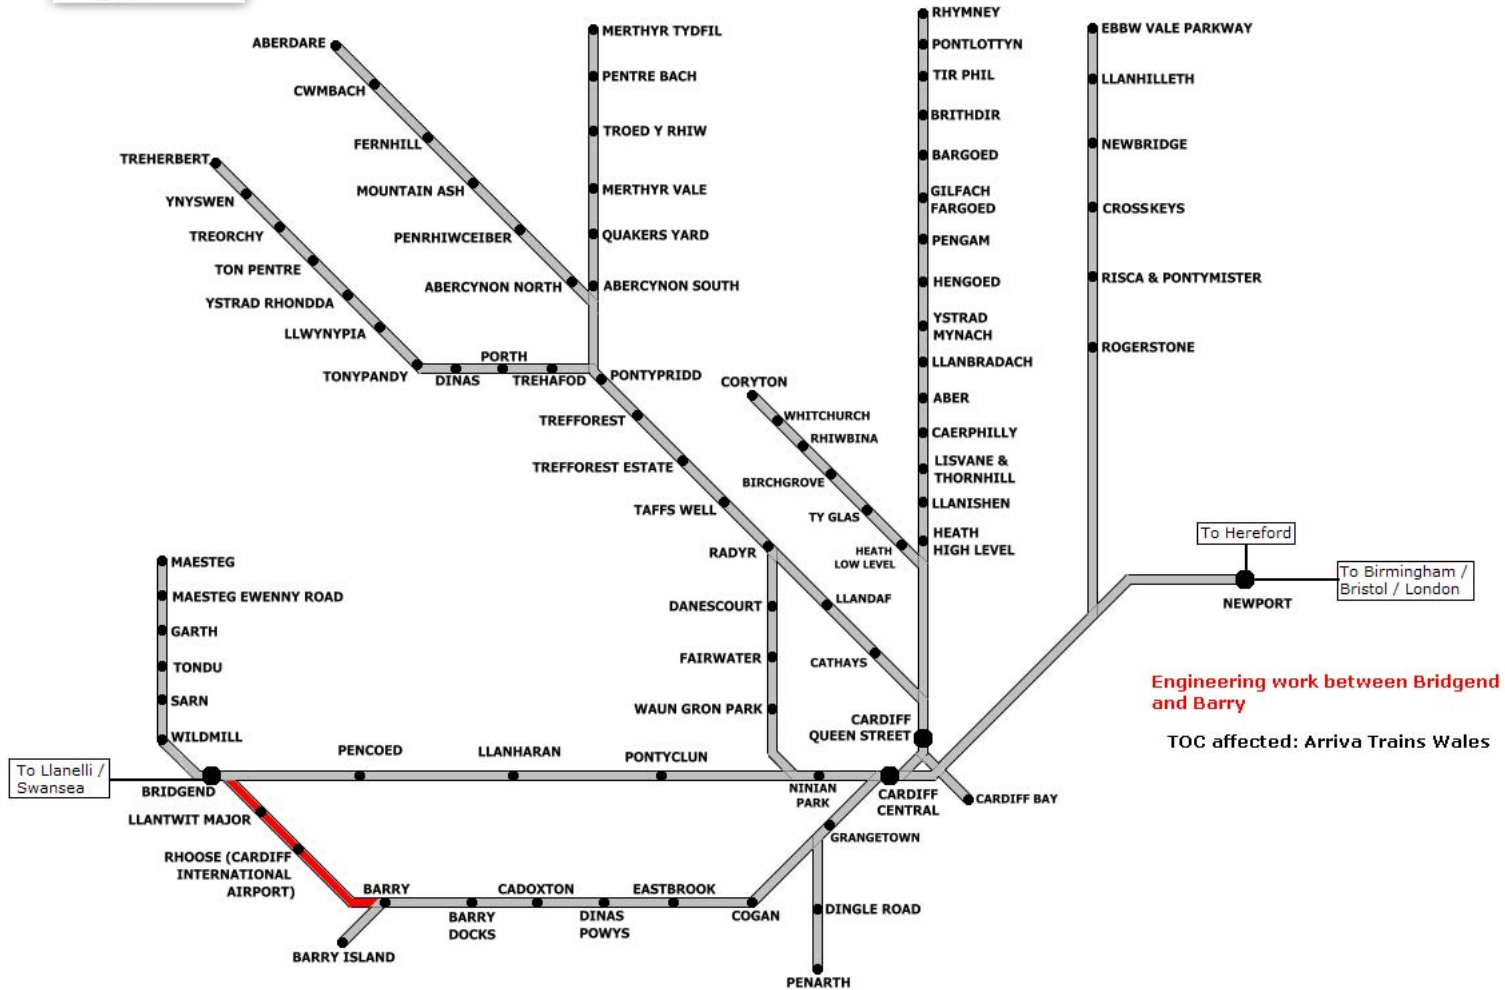 RHYMNEY
PONTLOTTYN
TIR PHIL
BRITHDIR
BARGOED
GILFACH
FARGOED
PENGAM
HENGOED
YSTRAD
MYNACH
LLANBRADACH
ABER
CAERPHILLY
LISVANE &
THORNHILL
LLANISHEN
HEATH
HIGH LEVEL
EBBW VALE PARKWAY
LLANHILLETH
NEWBRIDGE
CROSSKEYS
RISCA & PONTYMISTER
ROGERSTONE
MERTHYR TYDFIL
PENTRE BACH
TROED Y RHIW
MERTHYR VALE
QUAKERS YARD
ABERCYNON SOUTH
ABERDARE
CWMBACH
FERNHILL
MOUNTAIN ASH
PENRHIWCEIBER
ABERCYNON NORTH
TREHERBERT
YNYSWEN
TREORCHY
TON PENTRE
YSTRAD RHONDDA
LLWYNYPIA
TONYPANDY
DINAS
PORTH
TREHAFOD
PONTYPRIDD
TREFFOREST
TREFFOREST ESTATE
TAFFS WELL
RADYR
LLANDAF
CATHAYS
CORYTON
WHITCHURCH
RHIWBINA
BIRCHGROVE
TY GLAS
HEATH
LOW LEVEL
DANESCOURT
FAIRWATER
WAUN GRON PARK
CARDIFF
QUEEN STREET
MAESTEG
MAESTEG EWENNY ROAD
GARTH
TONDU
SARN
WILDMILL
To Llanelli /
Swansea
BRIDGEND
PENCOED
LLANHARAN
PONTYCLUN
NINIAN
PARK
CARDIFF
CENTRAL
CARDIFF BAY
LLANTWIT MAJOR
RHOOSE (CARDIFF
INTERNATIONAL
AIRPORT)
BARRY
BARRY ISLAND
BARRY
DOCKS
CADOXTON
DINAS
POWYS
EASTBROOK
COGAN
GRANGETOWN
DINGLE ROAD
PENARTH
To Hereford
To Birmingham /
Bristol / London
NEWPORT
Engineering work between Bridgend
and Barry
TOC affected: Arriva Trains Wales